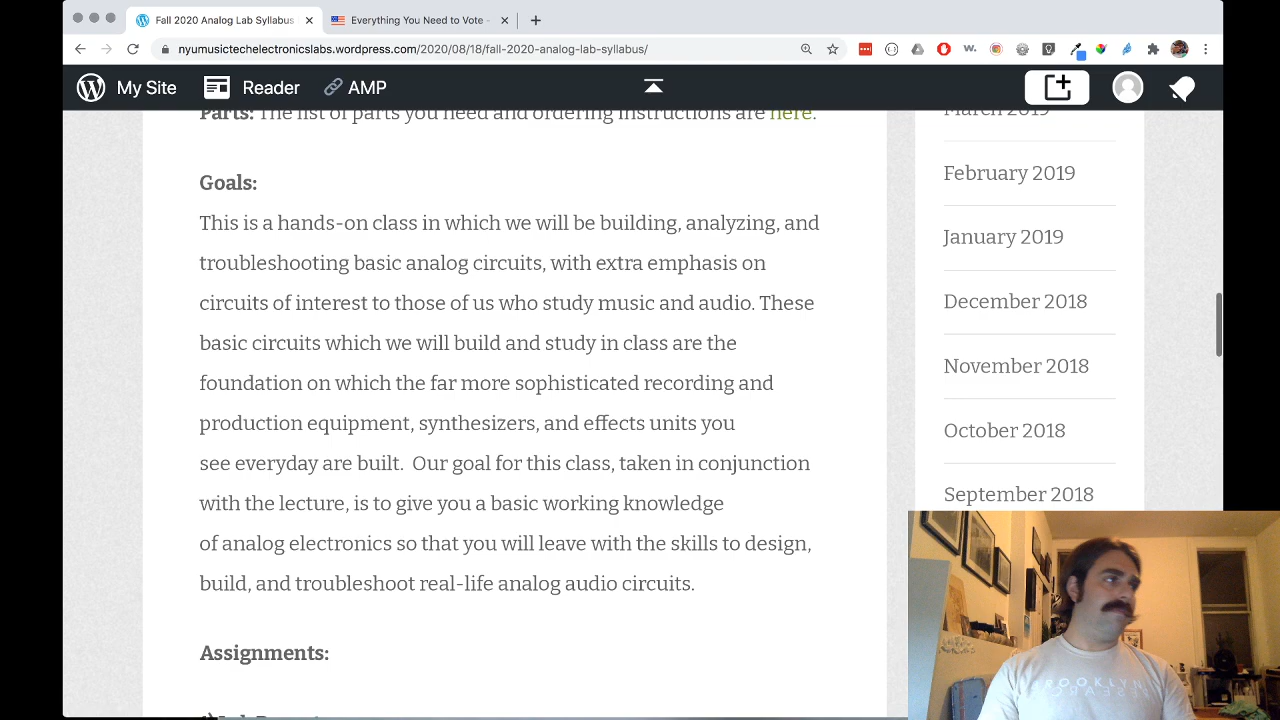 Fall 2020 Analog Lab Syllabus
Everything You Need to Vote -
nyumusictechelectronicslabs.wordpress.com/2020/08/18/fall-2020-analog-lab-syllabus/
My Site
Reader
AMP
Parts: The list of parts you need and ordering instructions are here.
Goals:
This is a hands-on class in which we will be building, analyzing, and
troubleshooting basic analog circuits, with extra emphasis on
circuits of interest to those of us who study music and audio. These
basic circuits which we will build and study in class are the
foundation on which the far more sophisticated recording and
production equipment, synthesizers, and effects units you
see everyday are built.  Our goal for this class, taken in conjunction
with the lecture, is to give you a basic working knowledge
of analog electronics so that you will leave with the skills to design,
build, and troubleshoot real-life analog audio circuits.
Assignments:
March 2019
February 2019
January 2019
December 2018
November 2018
October 2018
September 2018
BROOKLYN
RESEARCH